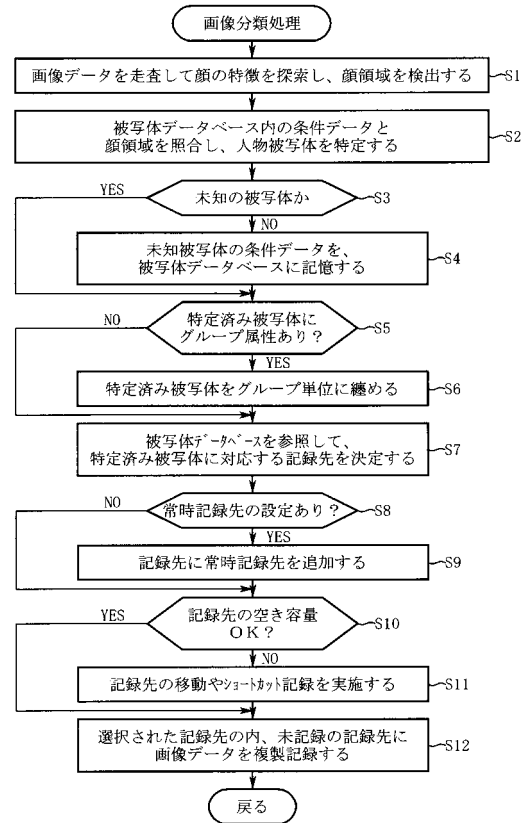 画像分類処理
画像データを走査して顔の特徴を探索し、顔領域を検出する
S1
被写体データベース内の条件データと
顔領域を照合し、人物被写体を特定する
S2
YES
未知の被写体か
S3
NO
未知被写体の条件データを、
被写体データベースに記憶する
S4
NO
特定済み被写体に
グループ属性あり?
S5
YES
特定済み被写体をグループ単位に纏める
S6
被写体データベースを参照して、
特定済み被写体に対応する記録先を決定する
S7
NO
常時記録先の設定あり?
S8
YES
記録先に常時記録先を追加する
S9
YES
記録先の空き容量
OK?
S10
NO
記録先の移動やショートカット記録を実施する
S11
選択された記録先の内、未記録の記録先に
画像データを複製記録する
S12
戻る